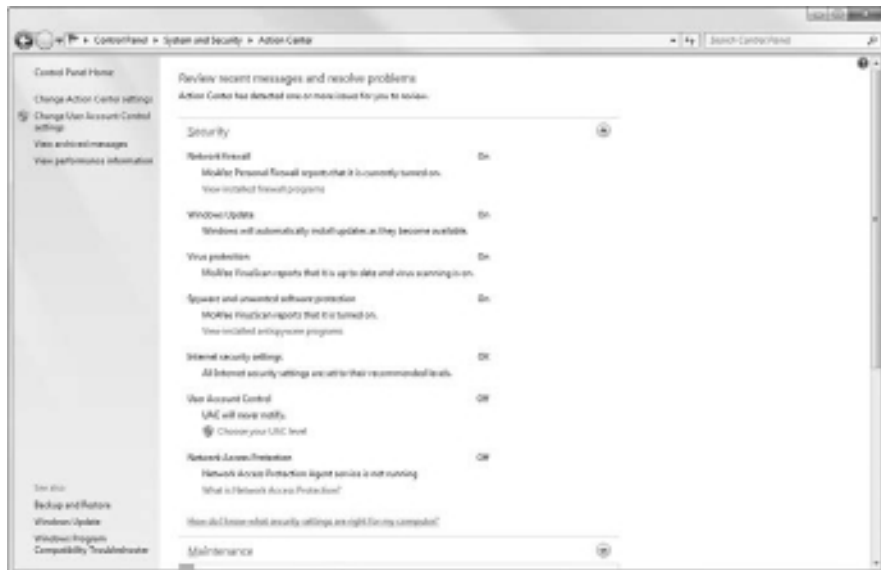 Control Panel ▸ System and Security ▸ Action Center
Search Control Panel
Control Panel Home
Change Action Center settings
Change User Account Control
settings
View archived messages
View performance information
See also
Backup and Restore
Windows Update
Windows Program
Compatibility Troubleshooter
Review recent messages and resolve problems
Action Center has detected one or more issues for you to review.
Security
Network firewall On
McAfee Personal Firewall reports that it is currently turned on.
View installed firewall programs
Windows Update On
Windows will automatically install updates as they become available.
Virus protection On
McAfee VirusScan reports that it is up to date and virus scanning is on.
Spyware and unwanted software protection On
McAfee VirusScan reports that it is turned on.
View installed antispyware programs
Internet security settings OK
All Internet security settings are set to their recommended levels.
User Account Control Off
UAC will never notify.
Choose your UAC level
Network Access Protection Off
Network Access Protection Agent service is not running
What is Network Access Protection?
How do I know what security settings are right for my computer?
Maintenance